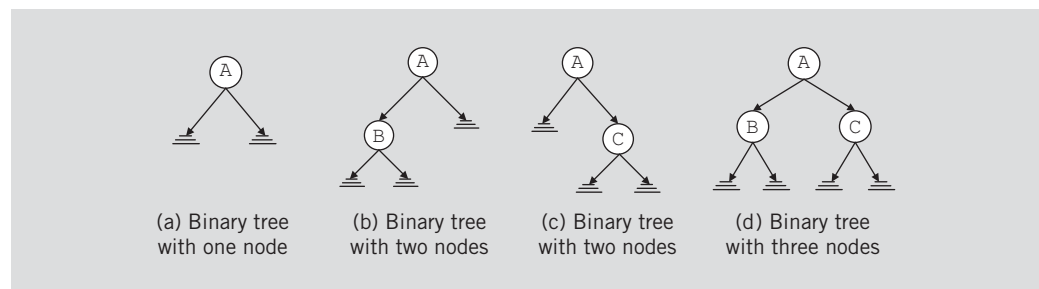 A
A
A
A
B
C
B
C
(a) Binary tree
with one node
(b) Binary tree
with two nodes
(c) Binary tree
with two nodes
(d) Binary tree
with three nodes